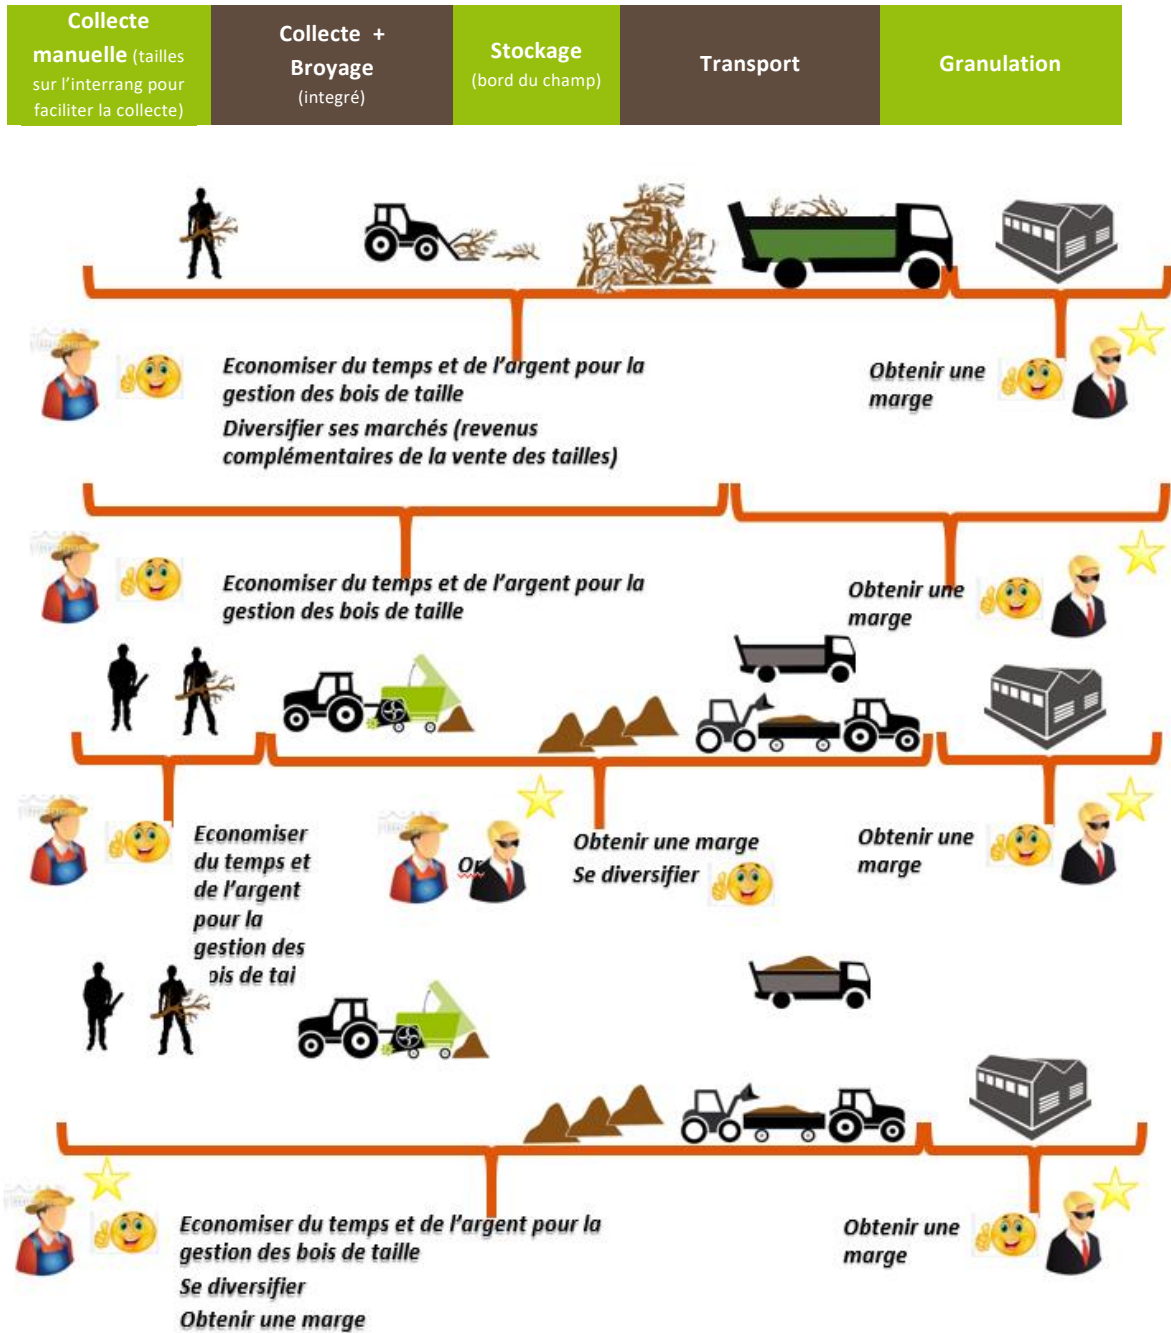 Collecte
manuelle (tailles
sur l'interrang pour
faciliter la collecte)
Collecte +
Broyage
(integré)
Stockage
(bord du champ)
Transport
Granulation
Economiser du temps et de l'argent pour la
gestion des bois de taille
Diversifier ses marchés (revenus
complémentaires de la vente des tailles)
Obtenir une
marge
Economiser du temps et de l'argent pour la
gestion des bois de taille
Obtenir une
marge
Economiser
du temps et
de l'argent
pour la
gestion des
ois de tai
Or
Obtenir une marge
Se diversifier
Obtenir une
marge
Economiser du temps et de l'argent pour la
gestion des bois de taille
Se diversifier
Obtenir une marge
Obtenir une
marge